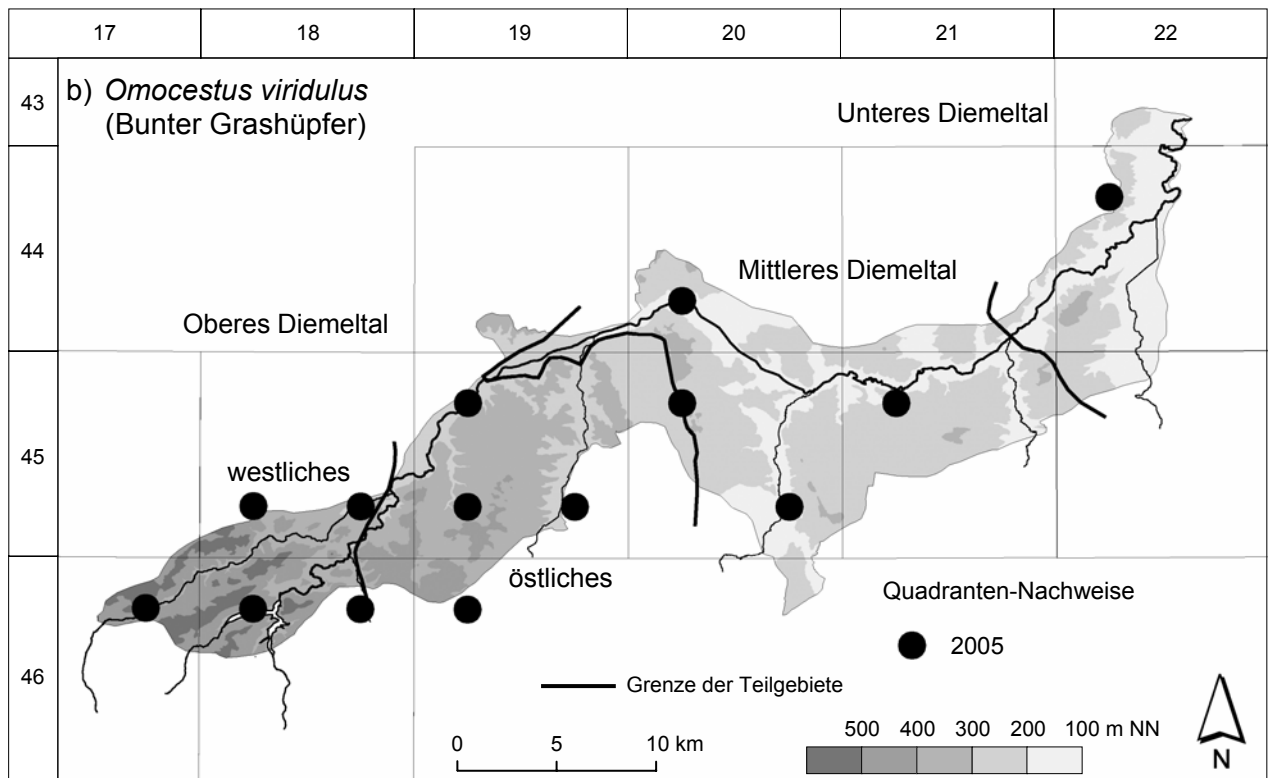 17 18 19 20 21 22
43
b) Omocestus viridulus
(Bunter Grashüpfer)
Unteres Diemeltal
44
Mittleres Diemeltal
Oberes Diemeltal
45
westliches
östliches
Quadranten-Nachweise
2005
46
Grenze der Teilgebiete
0 5 10 km
500 400 300 200 100 m NN
N